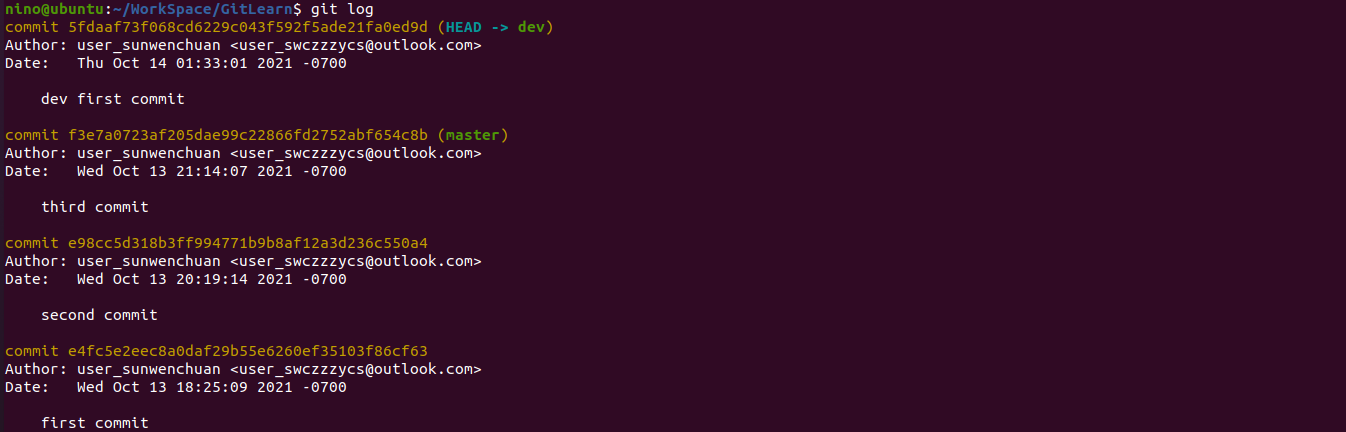 nino@ubuntu:~/WorkSpace/GitLearn$ git log
commit 5fdaaf73f068cd6229c043f592f5ade21fa0ed9d (HEAD -> dev)
Author: user_sunwenchuan <user_swczzzycs@outlook.com>
Date:   Thu Oct 14 01:33:01 2021 -0700
    dev first commit
commit f3e7a0723af205dae99c22866fd2752abf654c8b (master)
Author: user_sunwenchuan <user_swczzzycs@outlook.com>
Date:   Wed Oct 13 21:14:07 2021 -0700
    third commit
commit e98cc5d318b3ff994771b9b8af12a3d236c550a4
Author: user_sunwenchuan <user_swczzzycs@outlook.com>
Date:   Wed Oct 13 20:19:14 2021 -0700
    second commit
commit e4fc5e2eec8a0daf29b55e6260ef35103f86cf63
Author: user_sunwenchuan <user_swczzzycs@outlook.com>
Date:   Wed Oct 13 18:25:09 2021 -0700
    first commit